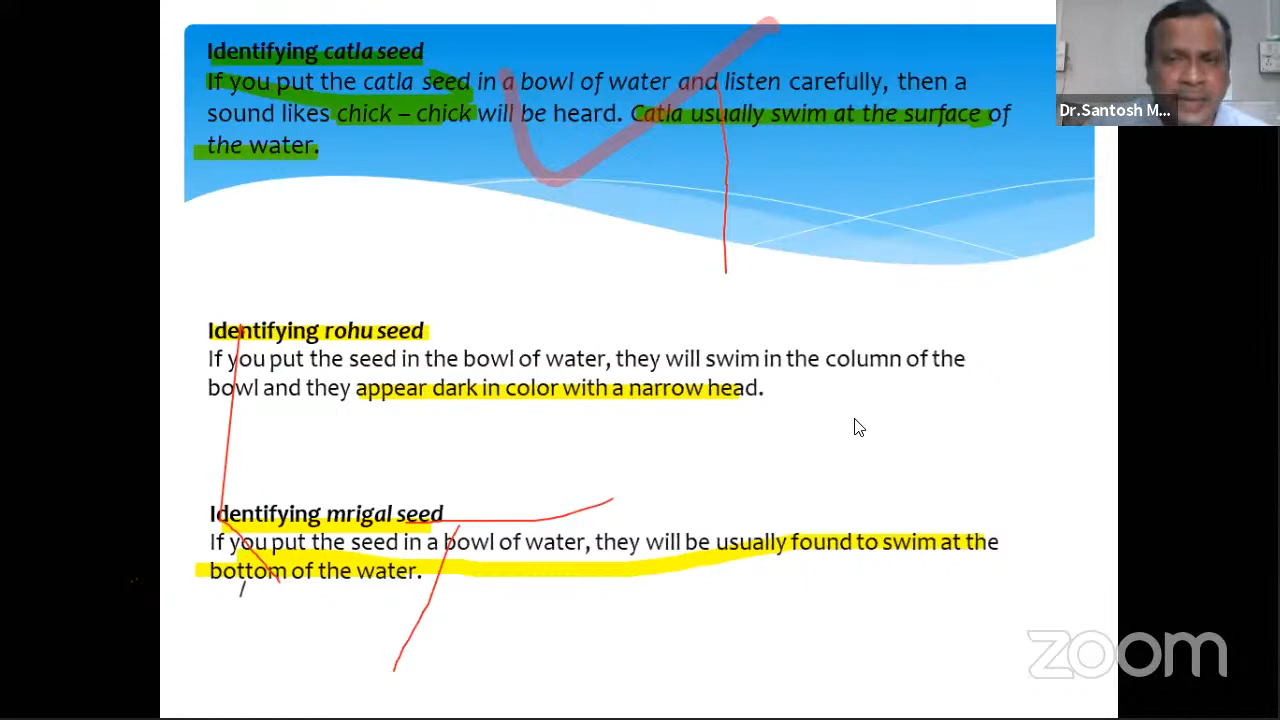 Identifying catla seed
If you put the catla seed in a bowl of water and listen carefully, then a
sound likes chick – chick will be heard. Catla usually swim at the surface of
the water.
Dr.Santosh M...
Identifying rohu seed
If you put the seed in the bowl of water, they will swim in the column of the
bowl and they appear dark in color with a narrow head.
Identifying mrigal seed
If you put the seed in a bowl of water, they will be usually found to swim at the
bottom of the water.
zoom